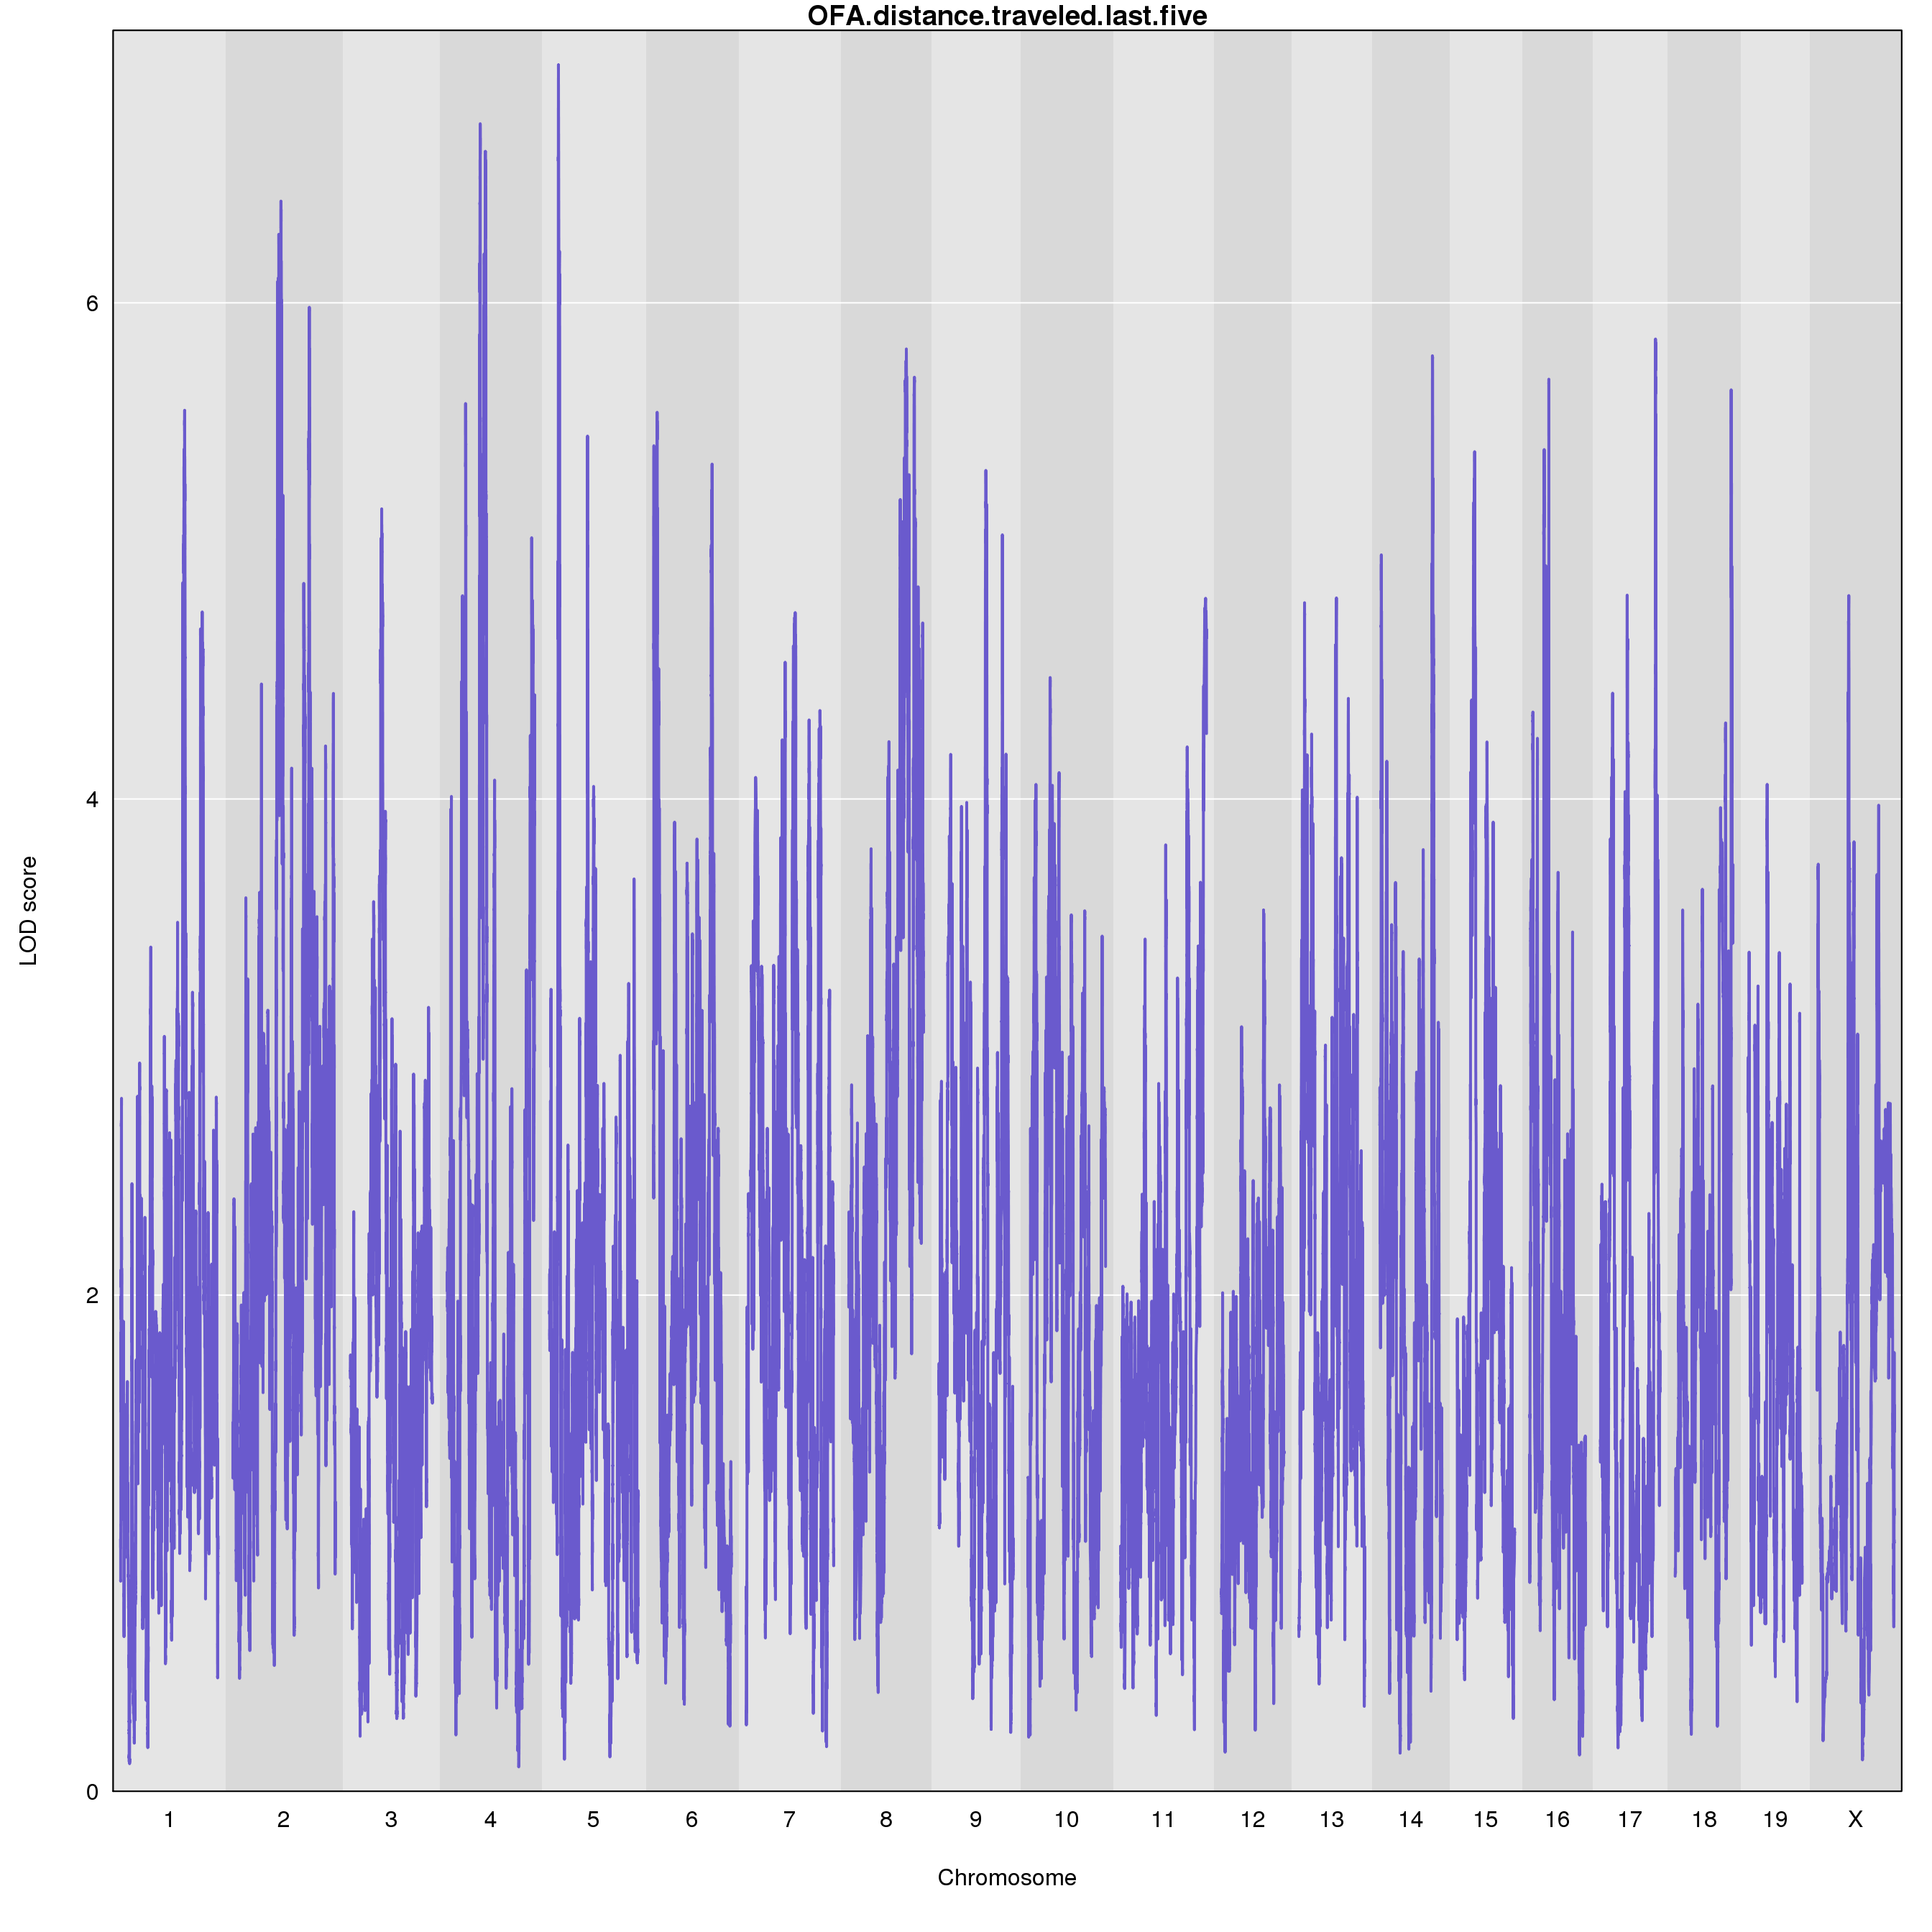 OFA.distance.traveled.last.five
LOD score
6
4
2
0
1 2 3 4 5 6 7 8 9 10 11 12 13 14 15 16 17 18 19 X
Chromosome